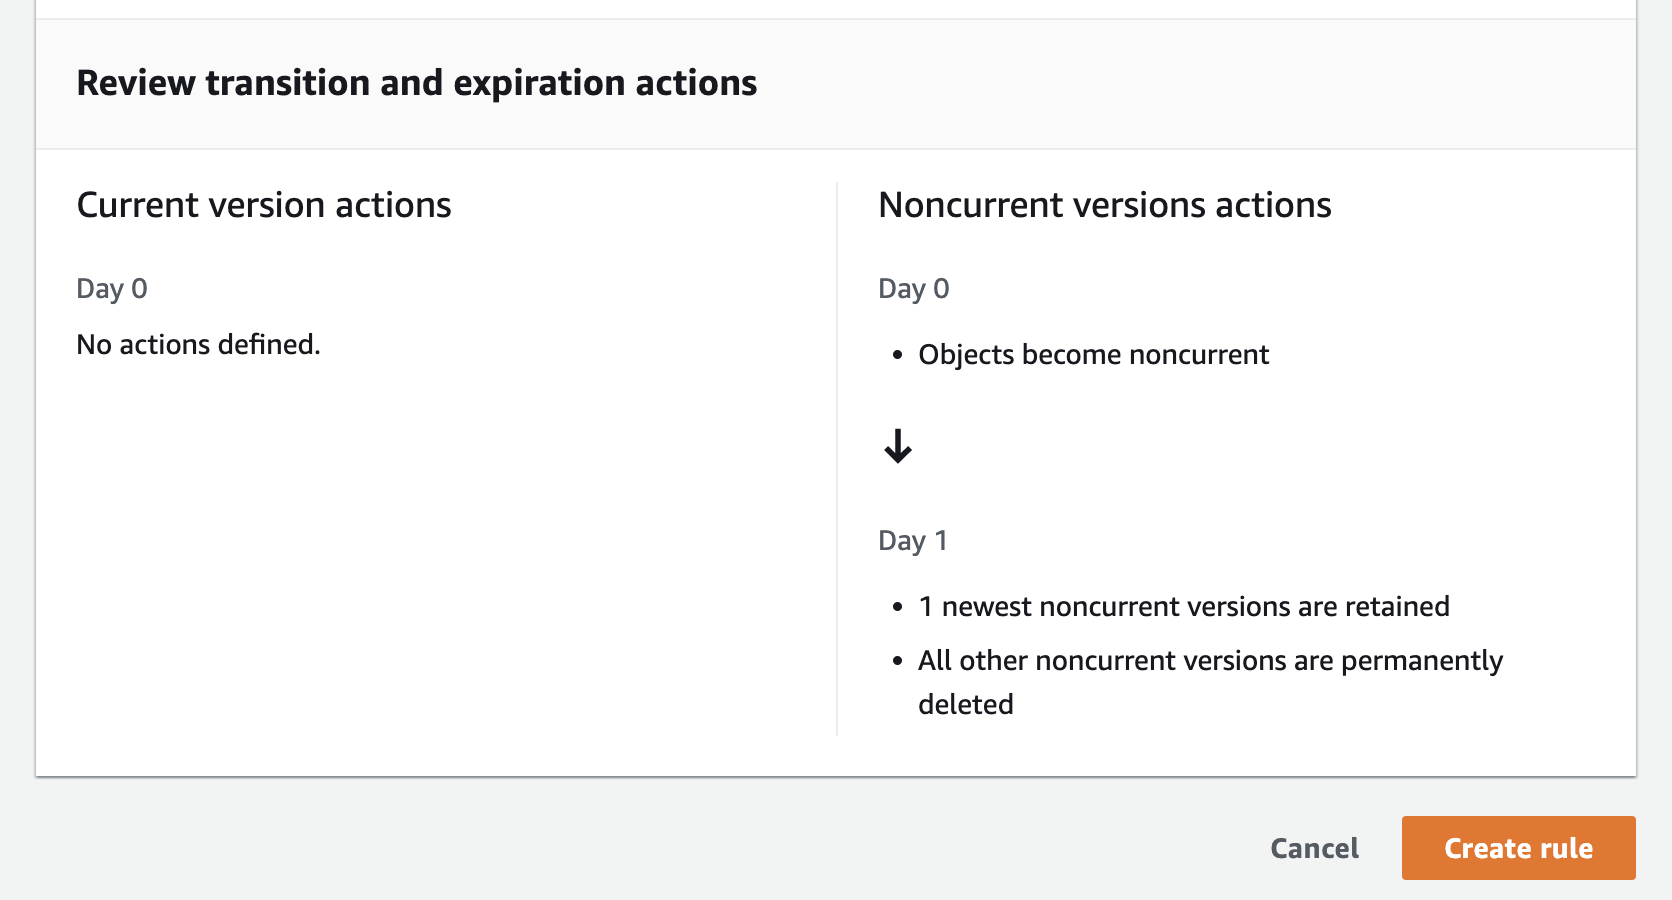 Review transition and expiration actions
Current version actions
Day 0
No actions defined.
Noncurrent versions actions
Day 0
• Objects become noncurrent
↓
Day 1
• 1 newest noncurrent versions are retained
• All other noncurrent versions are permanently
deleted
Cancel
Create rule